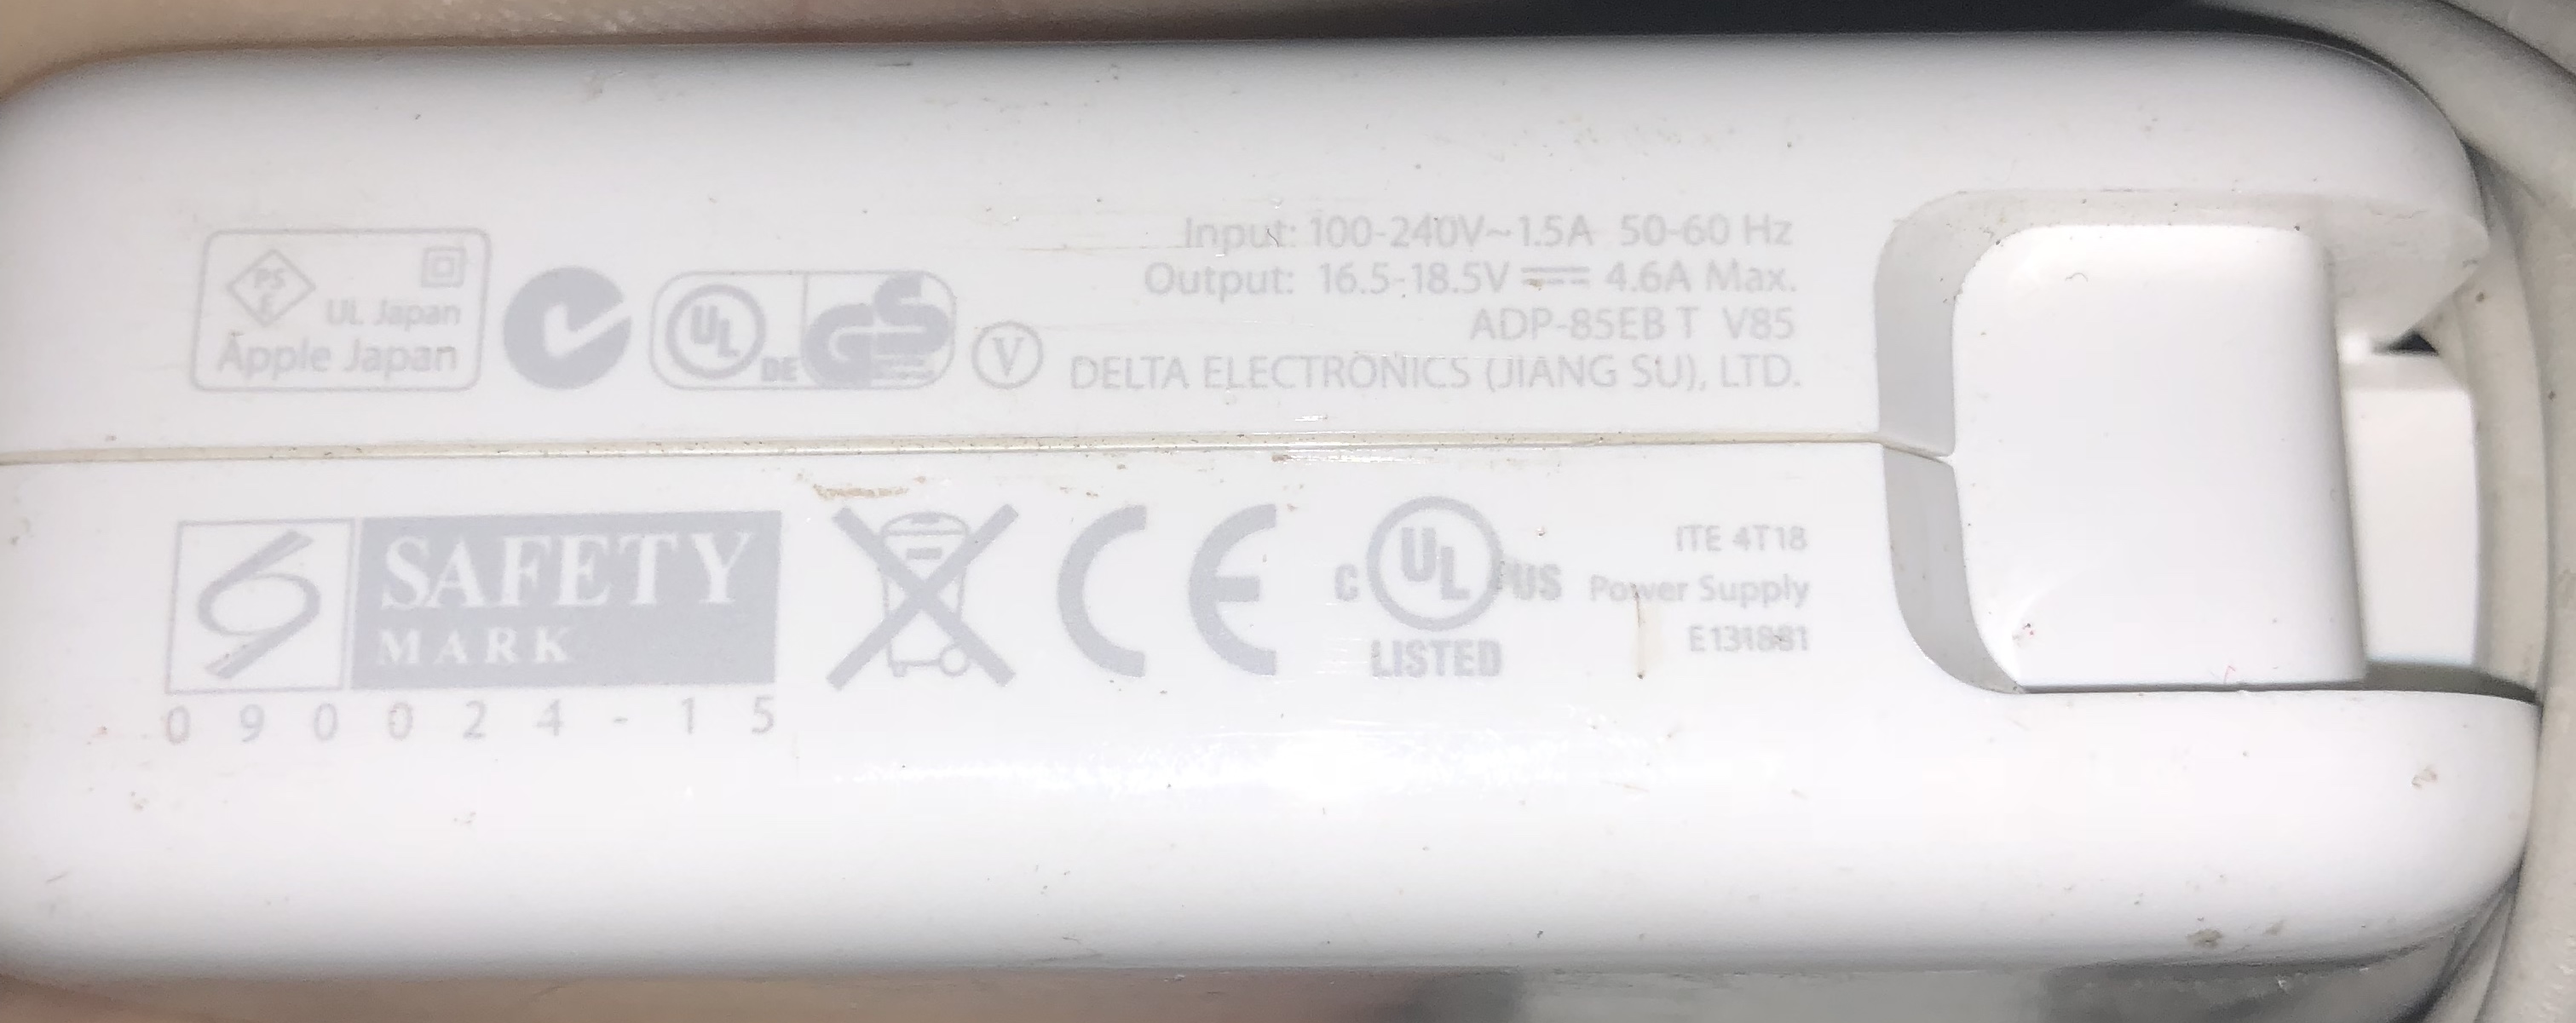 Input: 100-240V~1.5A 50-60 Hz
Output: 16.5-18.5V ⎓ 4.6A Max.
ADP-85EB T V85
DELTA ELECTRONICS (JIANG SU), LTD.
PS
E
UL Japan
Apple Japan
UL
DE
GS
V
SAFETY
MARK
090024-15
CE
C UL US
LISTED
ITE 4T18
Power Supply